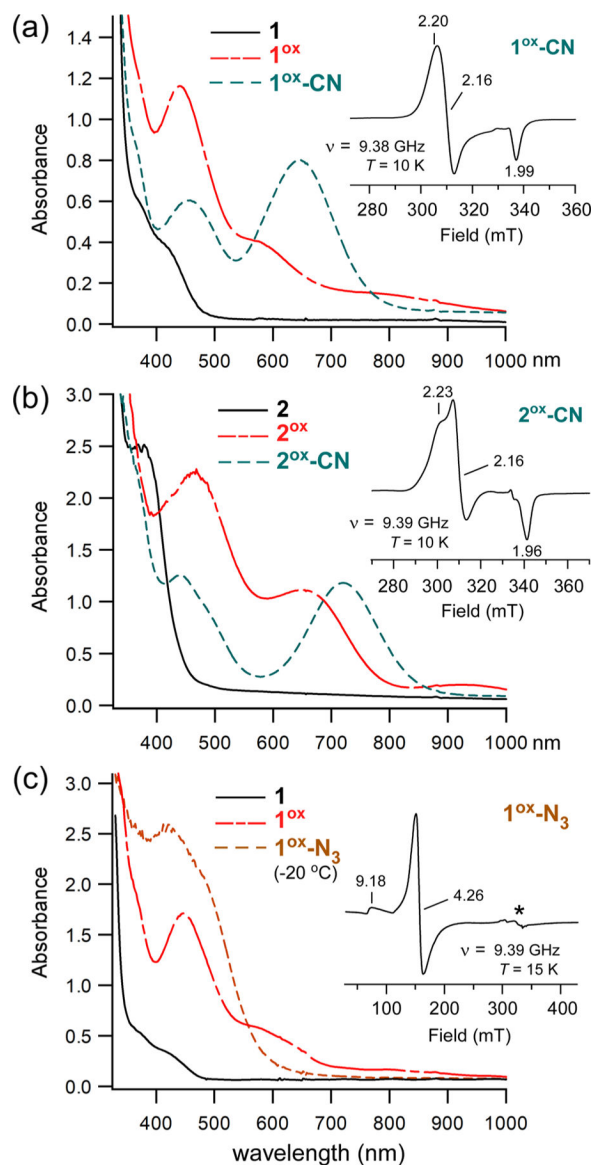 (a)
1
1ox
1ox-CN
1.4
1.2
1.0
0.8
0.6
0.4
0.2
0.0
Absorbance
400 500 600 700 800 900 1000 nm
2.20
2.16
1ox-CN
ν = 9.38 GHz
T = 10 K
1.99
280 300 320 340 360
Field (mT)
(b)
2
2ox
2ox-CN
3.0
2.5
2.0
1.5
1.0
0.5
0.0
Absorbance
400 500 600 700 800 900 1000 nm
2.23
2.16
2ox-CN
ν = 9.39 GHz
T = 10 K
1.96
280 300 320 340 360
Field (mT)
(c)
1
1ox
1ox-N3
(-20 °C)
3.0
2.5
2.0
1.5
1.0
0.5
0.0
Absorbance
400 500 600 700 800 900 1000
wavelength (nm)
1ox-N3
9.18
4.26
*
ν = 9.39 GHz
T = 15 K
100 200 300 400
Field (mT)